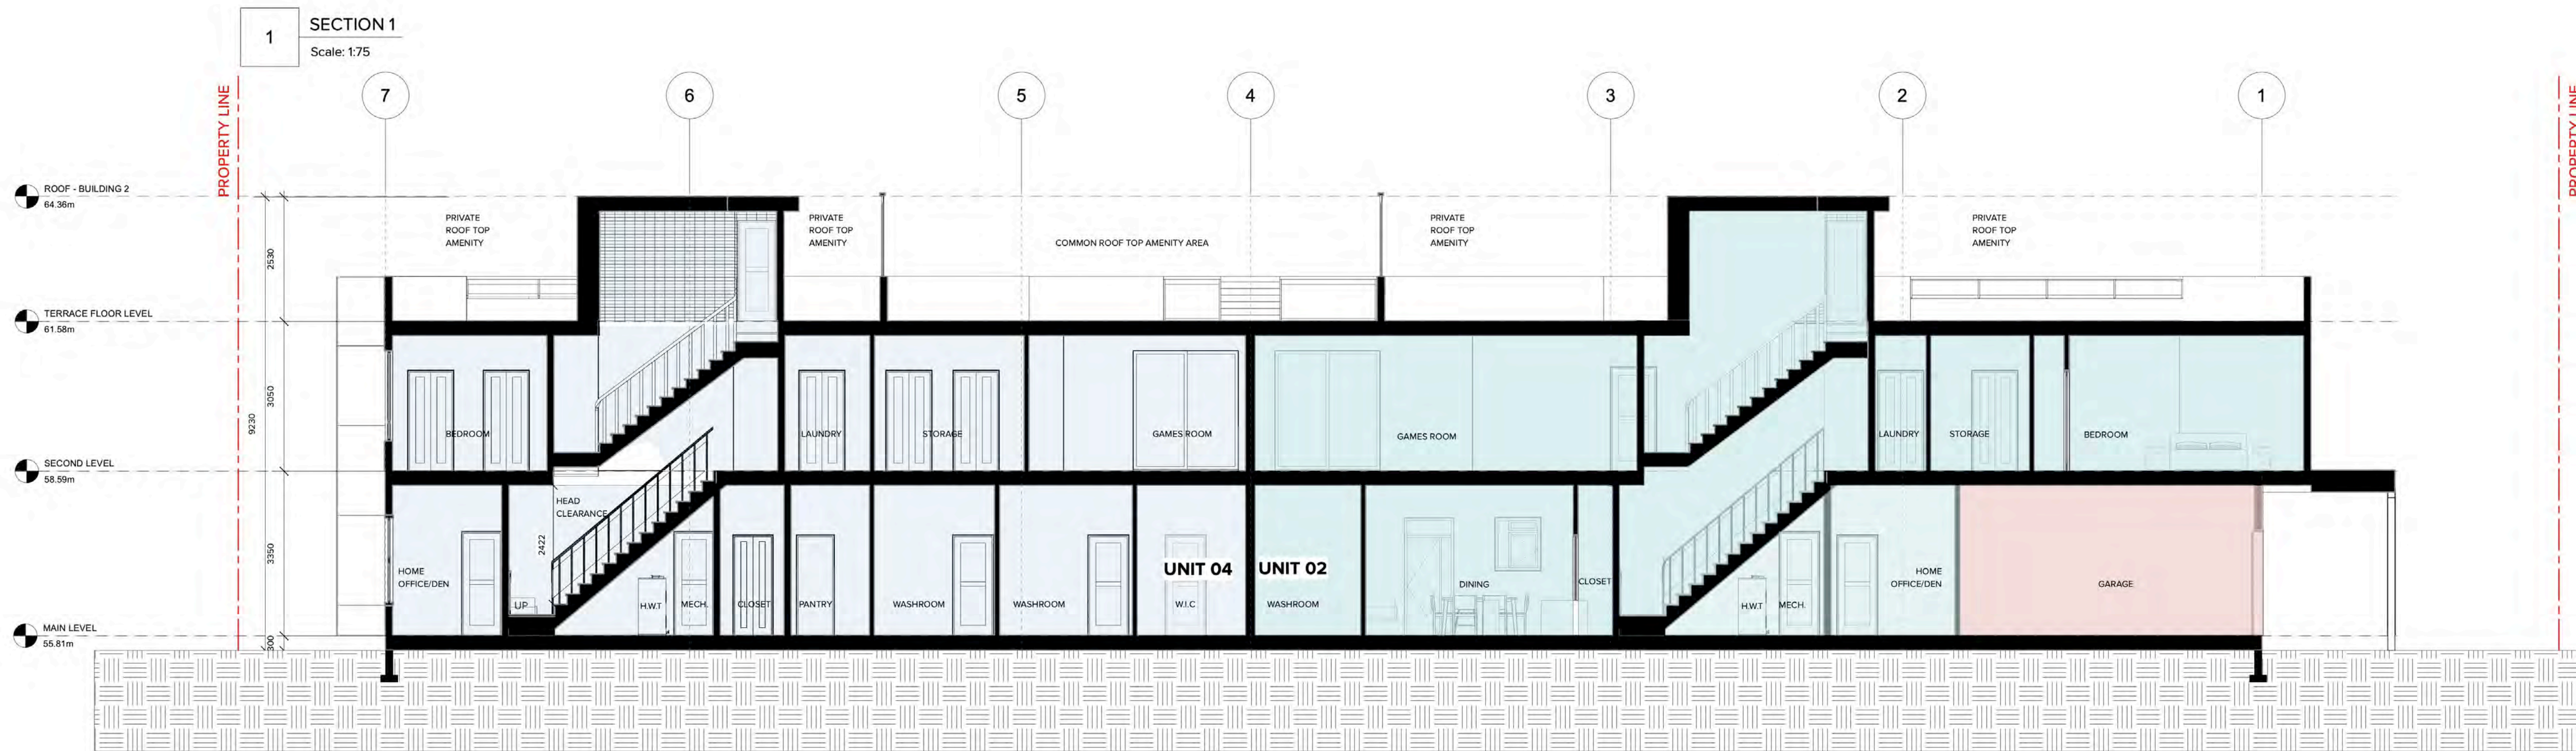 1
SECTION 1
Scale: 1:75
PROPERTY LINE
7
6
5
4
3
2
1
PROPERTY LINE
ROOF - BUILDING 2
64.36m
PRIVATE
ROOF TOP
AMENITY
PRIVATE
ROOF TOP
AMENITY
COMMON ROOF TOP AMENITY AREA
PRIVATE
ROOF TOP
AMENITY
PRIVATE
ROOF TOP
AMENITY
2530
TERRACE FLOOR LEVEL
61.58m
3050
9230
BEDROOM
LAUNDRY
STORAGE
GAMES ROOM
GAMES ROOM
LAUNDRY
STORAGE
BEDROOM
SECOND LEVEL
58.59m
HEAD
CLEARANCE
2422
3350
HOME
OFFICE/DEN
UP
H.W.T
MECH.
CLOSET
PANTRY
WASHROOM
WASHROOM
UNIT 04
W.I.C
UNIT 02
WASHROOM
DINING
CLOSET
H.W.T
MECH.
HOME
OFFICE/DEN
GARAGE
MAIN LEVEL
55.81m
300